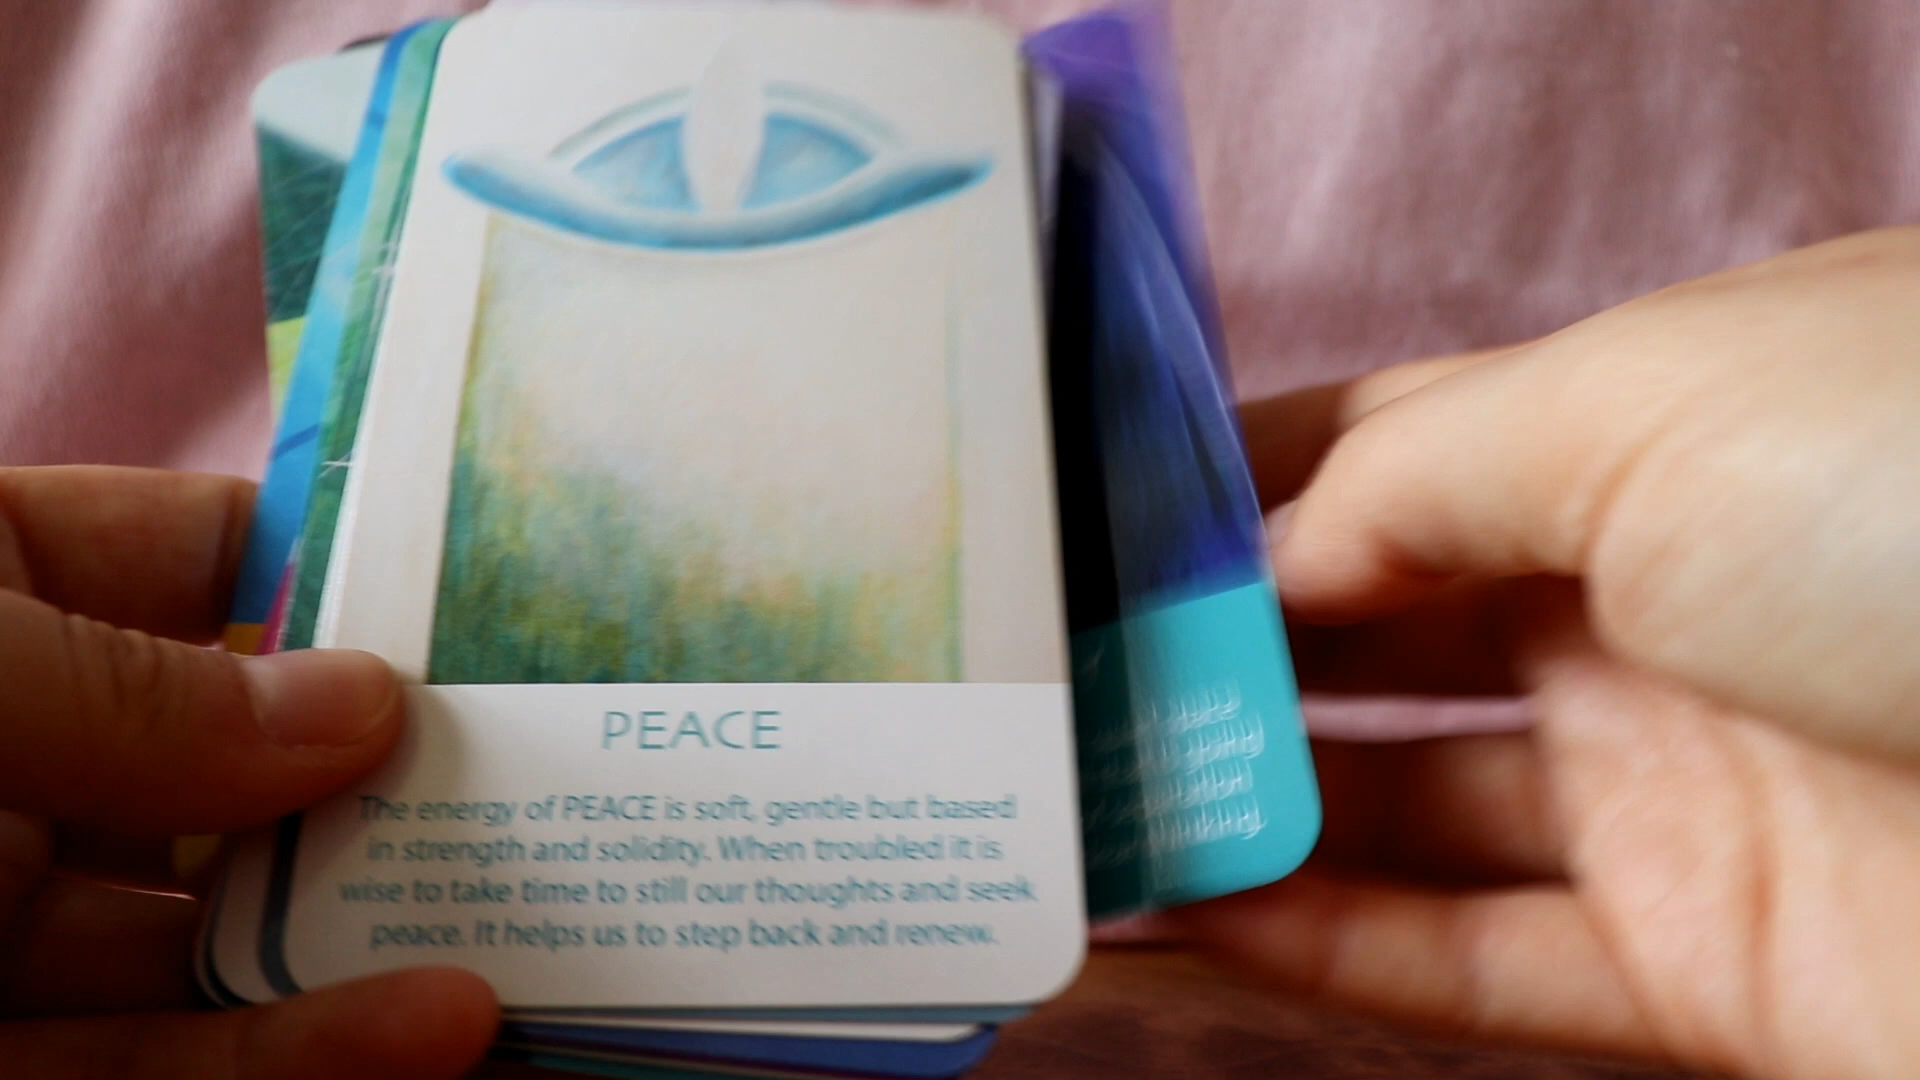 PEACE
The energy of PEACE is soft, gentle but based
in strength and solidity. When troubled it is
wise to take time to still our thoughts and seek
peace. It helps us to step back and renew.